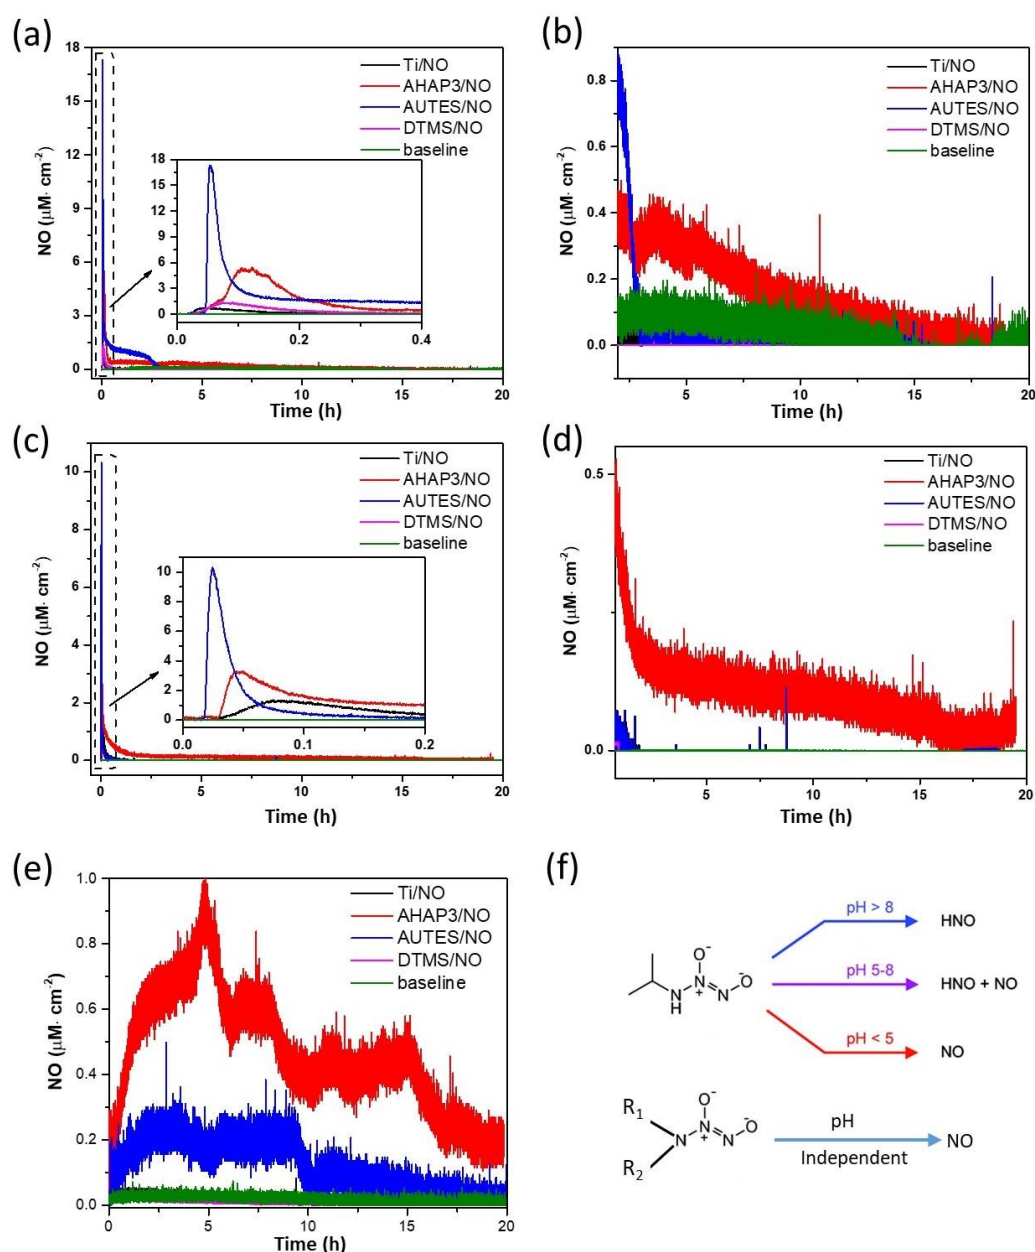 (a)
18
15
12
9
6
3
0
NO (µM· cm⁻²)
Ti/NO
AHAP3/NO
AUTES/NO
DTMS/NO
baseline
18
15
12
9
6
3
0
0.0 0.2 0.4
0 5 10 15 20
Time (h)
(b)
0.8
0.6
0.4
0.2
0.0
NO (µM· cm⁻²)
Ti/NO
AHAP3/NO
AUTES/NO
DTMS/NO
baseline
5 10 15 20
Time (h)
(c)
10
8
6
4
2
0
NO (µM· cm⁻²)
Ti/NO
AHAP3/NO
AUTES/NO
DTMS/NO
baseline
10
8
6
4
2
0
0.0 0.1 0.2
0 5 10 15 20
Time (h)
(d)
0.5
0.0
NO (µM· cm⁻²)
Ti/NO
AHAP3/NO
AUTES/NO
DTMS/NO
baseline
5 10 15 20
Time (h)
(e)
1.0
0.8
0.6
0.4
0.2
0.0
NO (µM· cm⁻²)
Ti/NO
AHAP3/NO
AUTES/NO
DTMS/NO
baseline
0 5 10 15 20
Time (h)
(f)
pH > 8
HNO
pH 5-8
HNO + NO
pH < 5
NO
O⁻
N H N⁺ N O⁻
R₁
R₂
O⁻
N N⁺ N O⁻
pH
Independent
NO